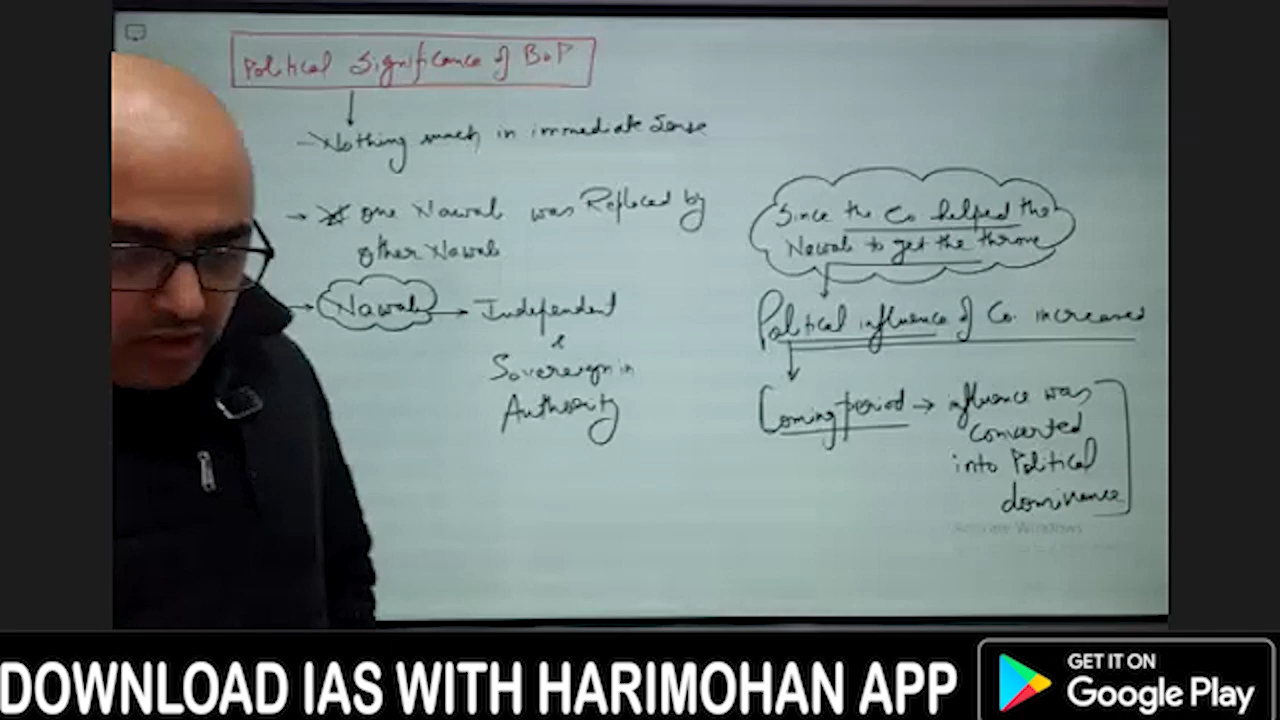 Political Significance of BoP
- Nothing much in immediate sense
→ one Nawab was Replaced by
other Nawab
→ Nawab → Independent
&
Sovereign in
Authority
Since the Co helped the
Nawab to get the throne
Political influence of Co. increased
Coming period → influence was
converted
into Political
dominance
Activate Windows
DOWNLOAD IAS WITH HARIMOHAN APP
GET IT ON
Google Play